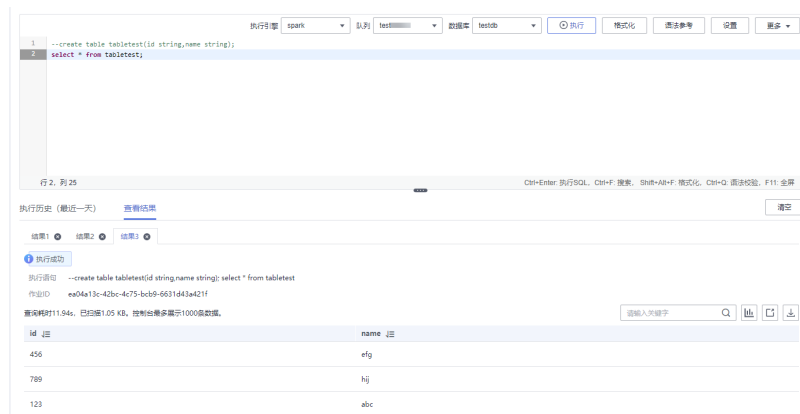 执行引擎 spark 队列 test 数据库 testdb 执行 格式化 语法参考 设置 更多
1 --create table tabletest(id string,name string);
2 select * from tabletest;
行 2，列 25 Ctrl+Enter: 执行SQL，Ctrl+F: 搜索， Shift+Alt+F: 格式化，Ctrl+Q: 语法校验，F11: 全屏
执行历史（最近一天） 查看结果 清空
结果1 结果2 结果3
执行成功
执行语句 --create table tabletest(id string,name string); select * from tabletest
作业ID ea04a13c-42bc-4c75-bcb9-6631d43a421f
查询耗时11.94s，已扫描1.05 KB。控制台最多展示1000条数据。 请输入关键字
id name
456 efg
789 hij
123 abc